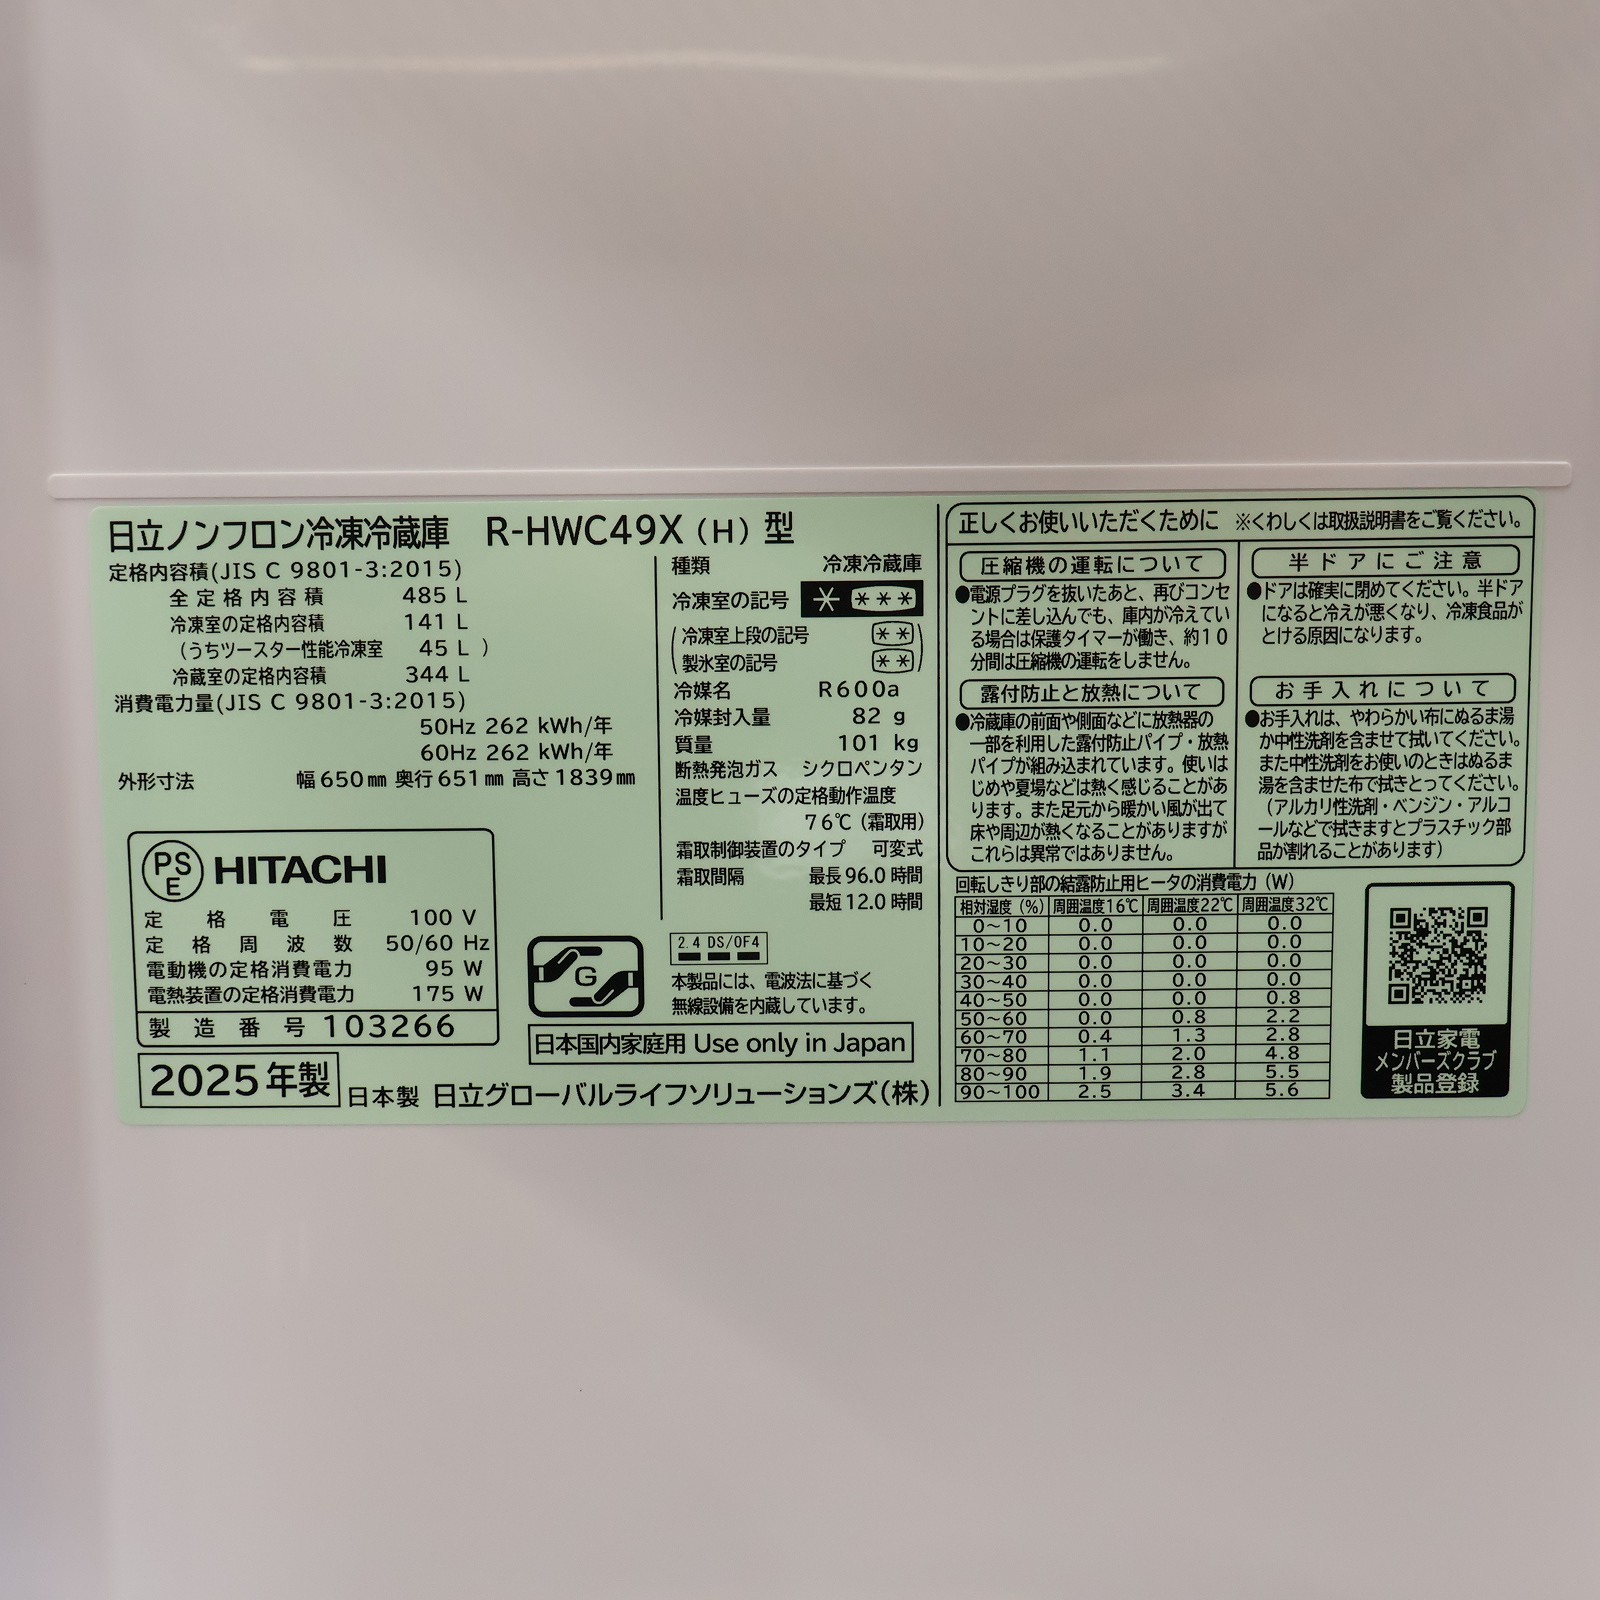 日立ノンフロン冷凍冷蔵庫 R-HWC49X(H)型
定格内容積(JIS C 9801-3:2015)
全定格内容積 485 L
冷凍室の定格内容積 141 L
(うちツースター性能冷凍室 45 L )
冷蔵室の定格内容積 344 L
消費電力量(JIS C 9801-3:2015)
50Hz 262 kWh/年
60Hz 262 kWh/年
外形寸法 幅650㎜ 奥行651㎜ 高さ1839㎜
PSE HITACHI
定格電圧 100 V
定格周波数 50/60 Hz
電動機の定格消費電力 95 W
電熱装置の定格消費電力 175 W
製造番号 103266
2025年製
日本製 日立グローバルライフソリューションズ(株)
種類 冷凍冷蔵庫
冷凍室の記号 * ***
(冷凍室上段の記号 **
製氷室の記号 **)
冷媒名 R600a
冷媒封入量 82 g
質量 101 kg
断熱発泡ガス シクロペンタン
温度ヒューズの定格動作温度
76℃(霜取用)
霜取制御装置のタイプ 可変式
霜取間隔 最長96.0時間
最短12.0時間
G
2.4 DS/OF4
本製品には、電波法に基づく
無線設備を内蔵しています。
日本国内家庭用 Use only in Japan
正しくお使いいただくために ※くわしくは取扱説明書をご覧ください。
圧縮機の運転について
●電源プラグを抜いたあと、再びコンセ
ントに差し込んでも、庫内が冷えてい
る場合は保護タイマーが働き、約10
分間は圧縮機の運転をしません。
露付防止と放熱について
●冷蔵庫の前面や側面などに放熱器の
一部を利用した露付防止パイプ・放熱
パイプが組み込まれています。使いは
じめや夏場などは熱く感じることがあ
ります。また足元から暖かい風が出て
床や周辺が熱くなることがありますが
これらは異常ではありません。
半ドアにご注意
●ドアは確実に閉めてください。半ドア
になると冷えが悪くなり、冷凍食品が
とける原因になります。
お手入れについて
●お手入れは、やわらかい布にぬるま湯
か中性洗剤を含ませて拭いてください。
また中性洗剤をお使いのときはぬるま
湯を含ませた布で拭きとってください。
(アルカリ性洗剤・ベンジン・アルコ
ールなどで拭きますとプラスチック部
品が割れることがあります)
回転しきり部の結露防止用ヒータの消費電力(W)
相対湿度(%) 周囲温度16℃ 周囲温度22℃ 周囲温度32℃
0～10 0.0 0.0 0.0
10～20 0.0 0.0 0.0
20～30 0.0 0.0 0.0
30～40 0.0 0.0 0.0
40～50 0.0 0.0 0.8
50～60 0.0 0.8 2.2
60～70 0.4 1.3 2.8
70～80 1.1 2.0 4.8
80～90 1.9 2.8 5.5
90～100 2.5 3.4 5.6
日立家電
メンバーズクラブ
製品登録